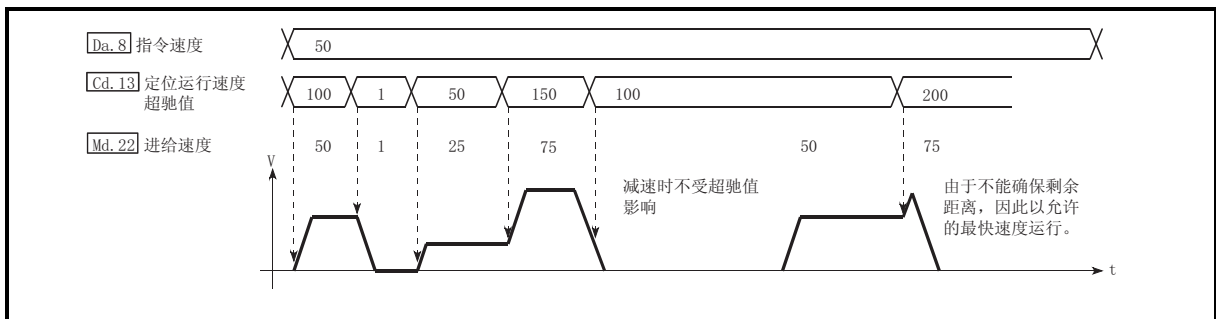 Da.8 指令速度 50
Cd.13 定位运行速度
超驰值
100 1 50 150 100 200
Md.22 进给速度 50 1 25 75 50 75
V
减速时不受超驰值
影响
由于不能确保剩余
距离，因此以允许
的最快速度运行。
t